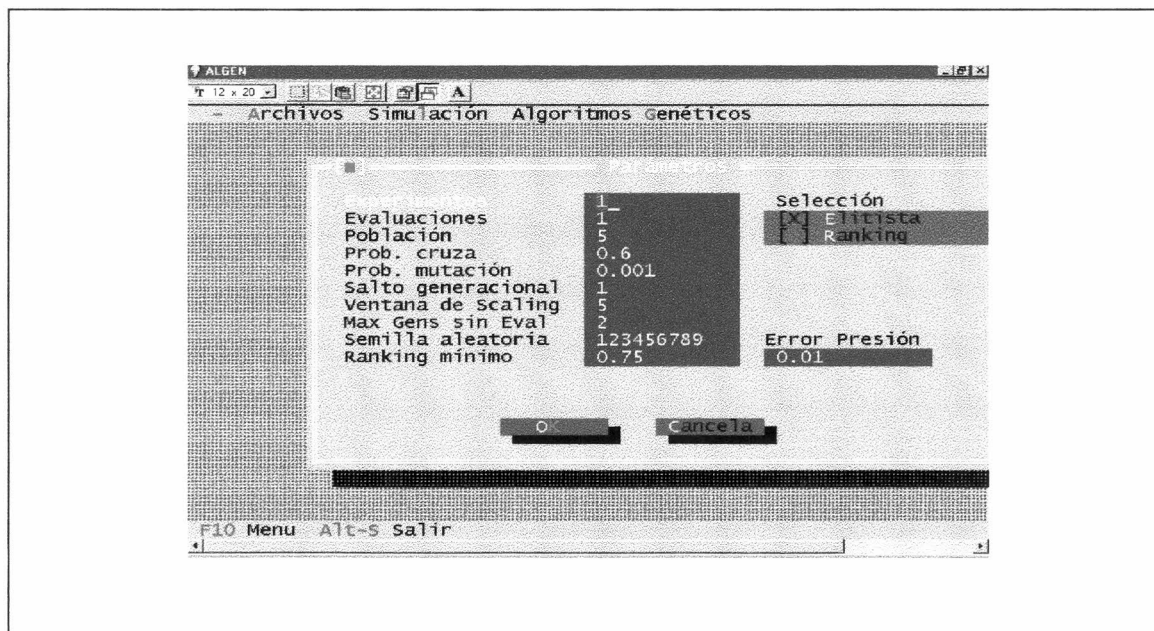 ALGEN
12 x 20
A
Archivos Simulación Algoritmos Genéticos
1
Evaluaciones 1
Población 5
Prob. cruza 0.6
Prob. mutación 0.001
Salto generacional 1
Ventana de Scaling 5
Max Gens sin Eval 2
Semilla aleatoria 123456789
Ranking mínimo 0.75
Selección
[X] Elitista
[ ] Ranking
Error Presión
0.01
OK Cancela
F10 Menu Alt-S Salir